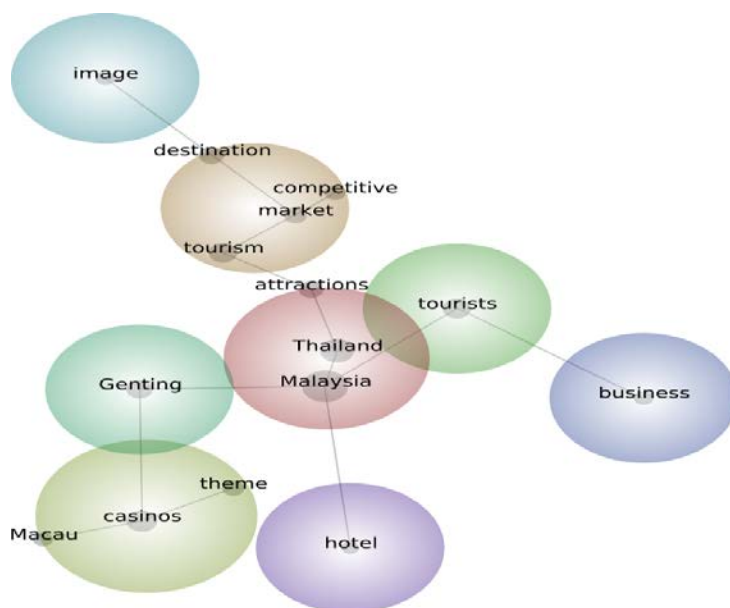 image
destination
competitive
market
tourism
attractions
tourists
Thailand
Malaysia
Genting
business
theme
casinos
Macau
hotel